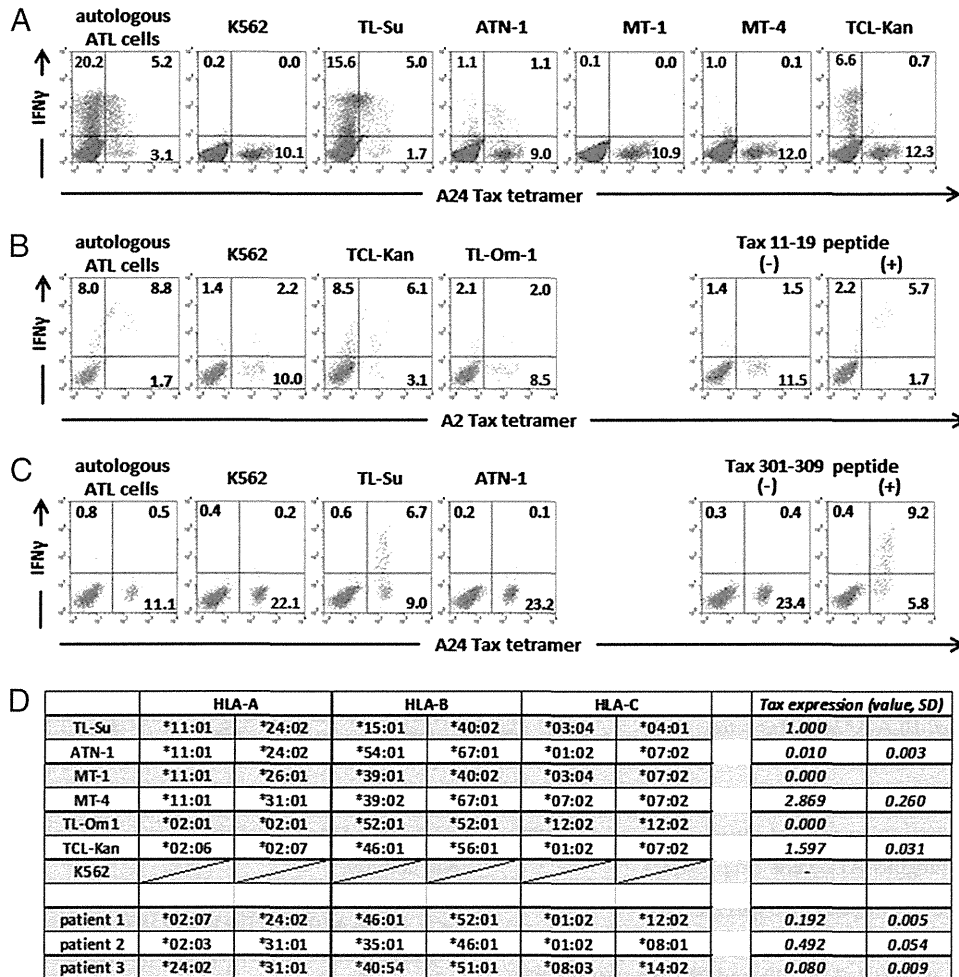 A
autologous ATL cells K562 TL-Su ATN-1 MT-1 MT-4 TCL-Kan
IFNγ
20.2 5.2 0.2 0.0 15.6 5.0 1.1 1.1 0.1 0.0 1.0 0.1 6.6 0.7
3.1 10.1 1.7 9.0 10.9 12.0 12.3
A24 Tax tetramer
B
autologous ATL cells K562 TCL-Kan TL-Om-1 Tax 11-19 peptide
(-) (+)
IFNγ
8.0 8.8 1.4 2.2 8.5 6.1 2.1 2.0 1.4 1.5 2.2 5.7
1.7 10.0 3.1 8.5 11.5 1.7
A2 Tax tetramer
C
autologous ATL cells K562 TL-Su ATN-1 Tax 301-309 peptide
(-) (+)
IFNγ
0.8 0.5 0.4 0.2 0.6 6.7 0.2 0.1 0.3 0.4 0.4 9.2
11.1 22.1 9.0 23.2 23.4 5.8
A24 Tax tetramer
D
HLA-A HLA-B HLA-C Tax expression (value, SD)
TL-Su *11:01 *24:02 *15:01 *40:02 *03:04 *04:01 1.000
ATN-1 *11:01 *24:02 *54:01 *67:01 *01:02 *07:02 0.010 0.003
MT-1 *11:01 *26:01 *39:01 *40:02 *03:04 *07:02 0.000
MT-4 *11:01 *31:01 *39:02 *67:01 *07:02 *07:02 2.869 0.260
TL-Om1 *02:01 *02:01 *52:01 *52:01 *12:02 *12:02 0.000
TCL-Kan *02:06 *02:07 *46:01 *56:01 *01:02 *07:02 1.597 0.031
K562 -
patient 1 *02:07 *24:02 *46:01 *52:01 *01:02 *12:02 0.192 0.005
patient 2 *02:03 *31:01 *35:01 *46:01 *01:02 *08:01 0.492 0.054
patient 3 *24:02 *31:01 *40:54 *51:01 *08:03 *14:02 0.080 0.009